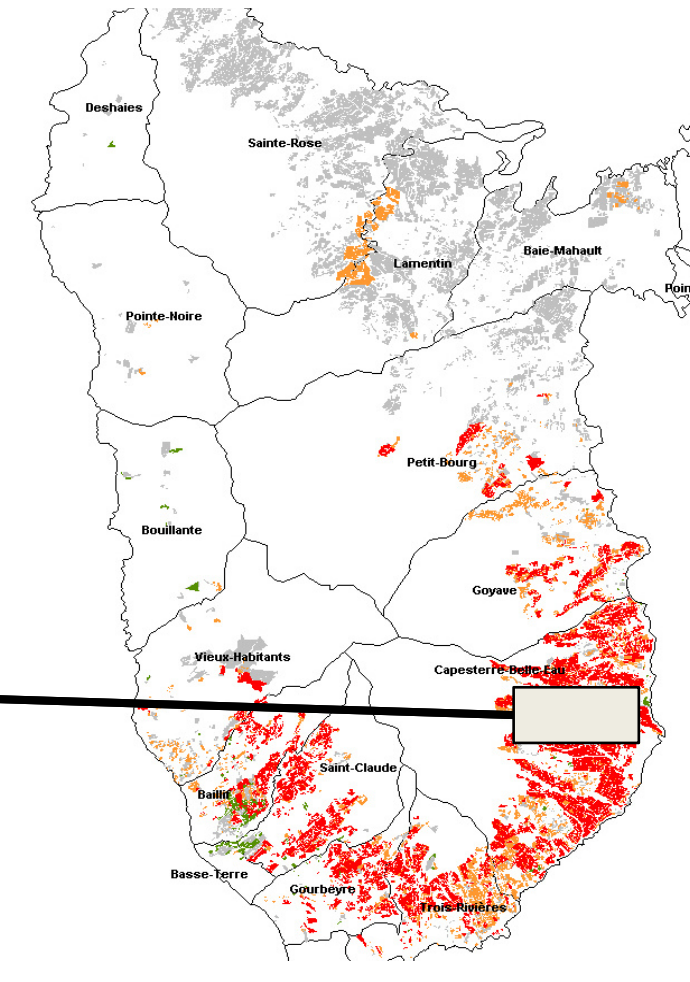 Deshaies
Sainte-Rose
Baie-Mahault
Lamentin
Poin
Pointe-Noire
Petit-Bourg
Bouillante
Goyave
Vieux-Habitants
Capesterre-Belle-Eau
Saint-Claude
Baillif
Basse-Terre
Gourbeyre
Trois-Rivières